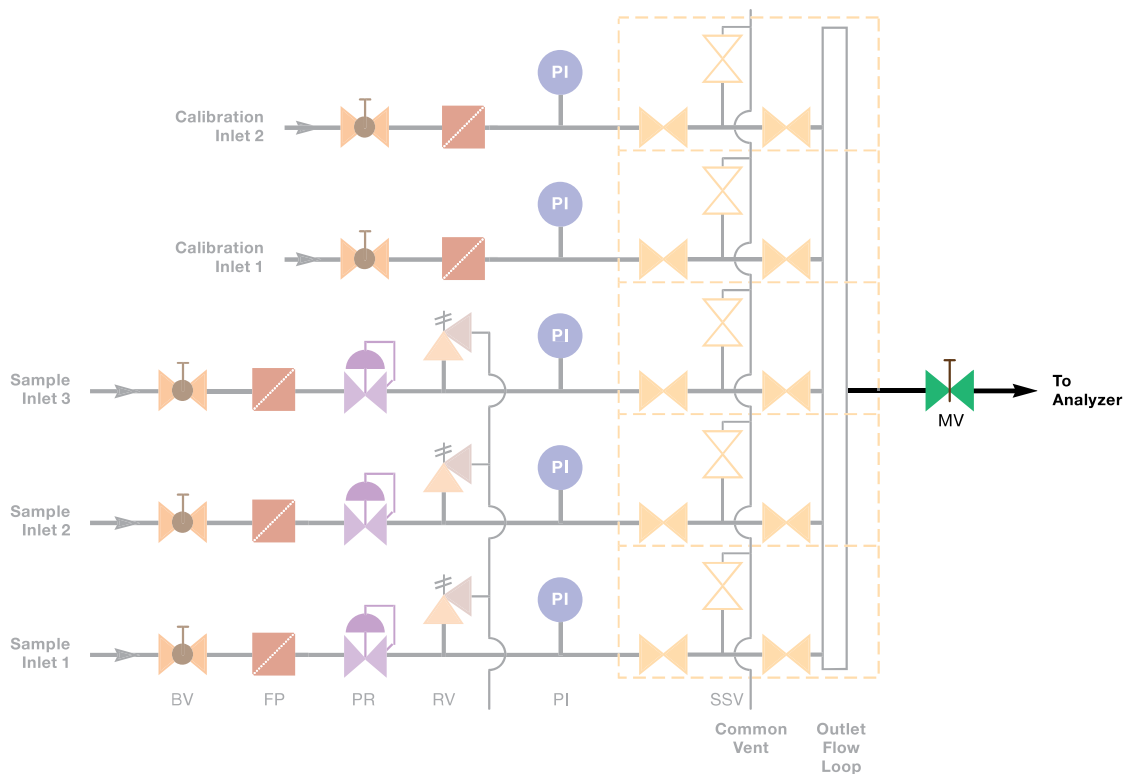 PI
Calibration
Inlet 2
PI
Calibration
Inlet 1
PI
Sample
Inlet 3
To
Analyzer
MV
PI
Sample
Inlet 2
PI
Sample
Inlet 1
BV FP PR RV PI SSV
Common
Vent
Outlet
Flow
Loop